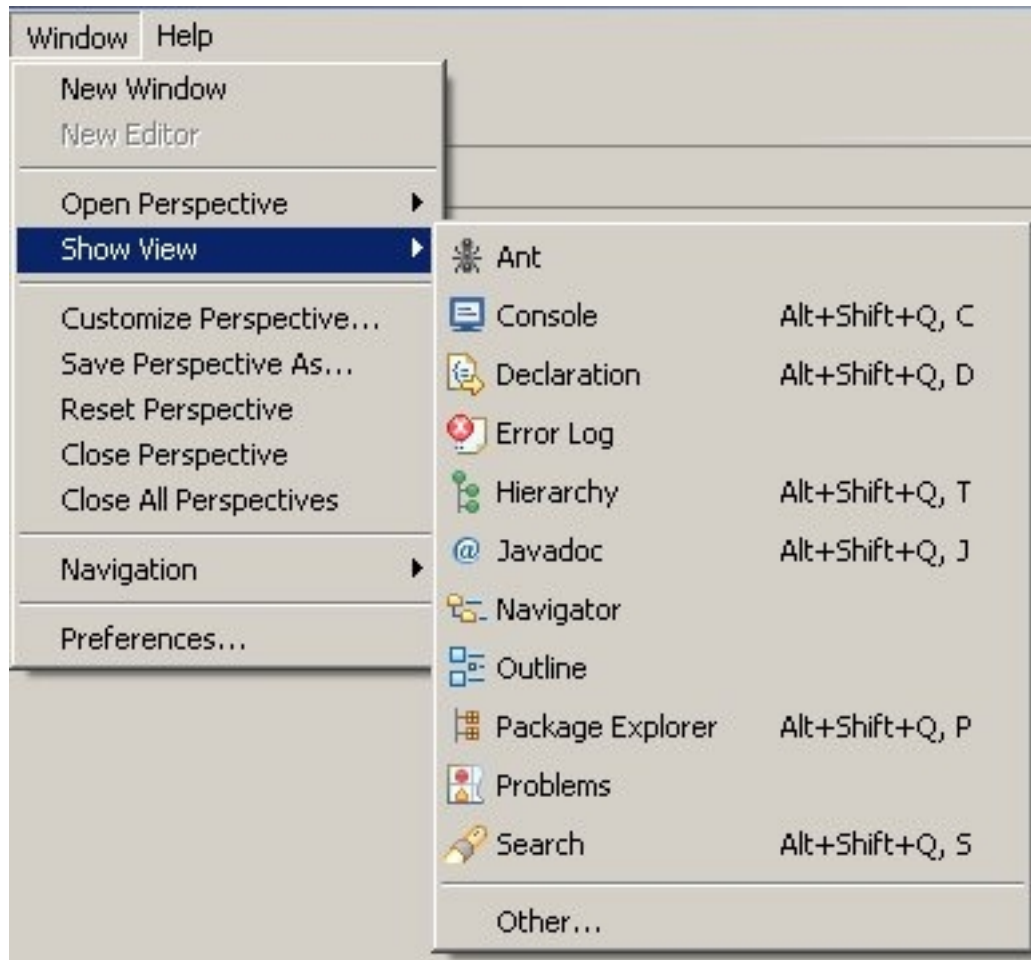 Window Help
New Window
New Editor
Open Perspective
Show View
Customize Perspective...
Save Perspective As...
Reset Perspective
Close Perspective
Close All Perspectives
Navigation
Preferences...
Ant
Console Alt+Shift+Q, C
Declaration Alt+Shift+Q, D
Error Log
Hierarchy Alt+Shift+Q, T
Javadoc Alt+Shift+Q, J
Navigator
Outline
Package Explorer Alt+Shift+Q, P
Problems
Search Alt+Shift+Q, S
Other...